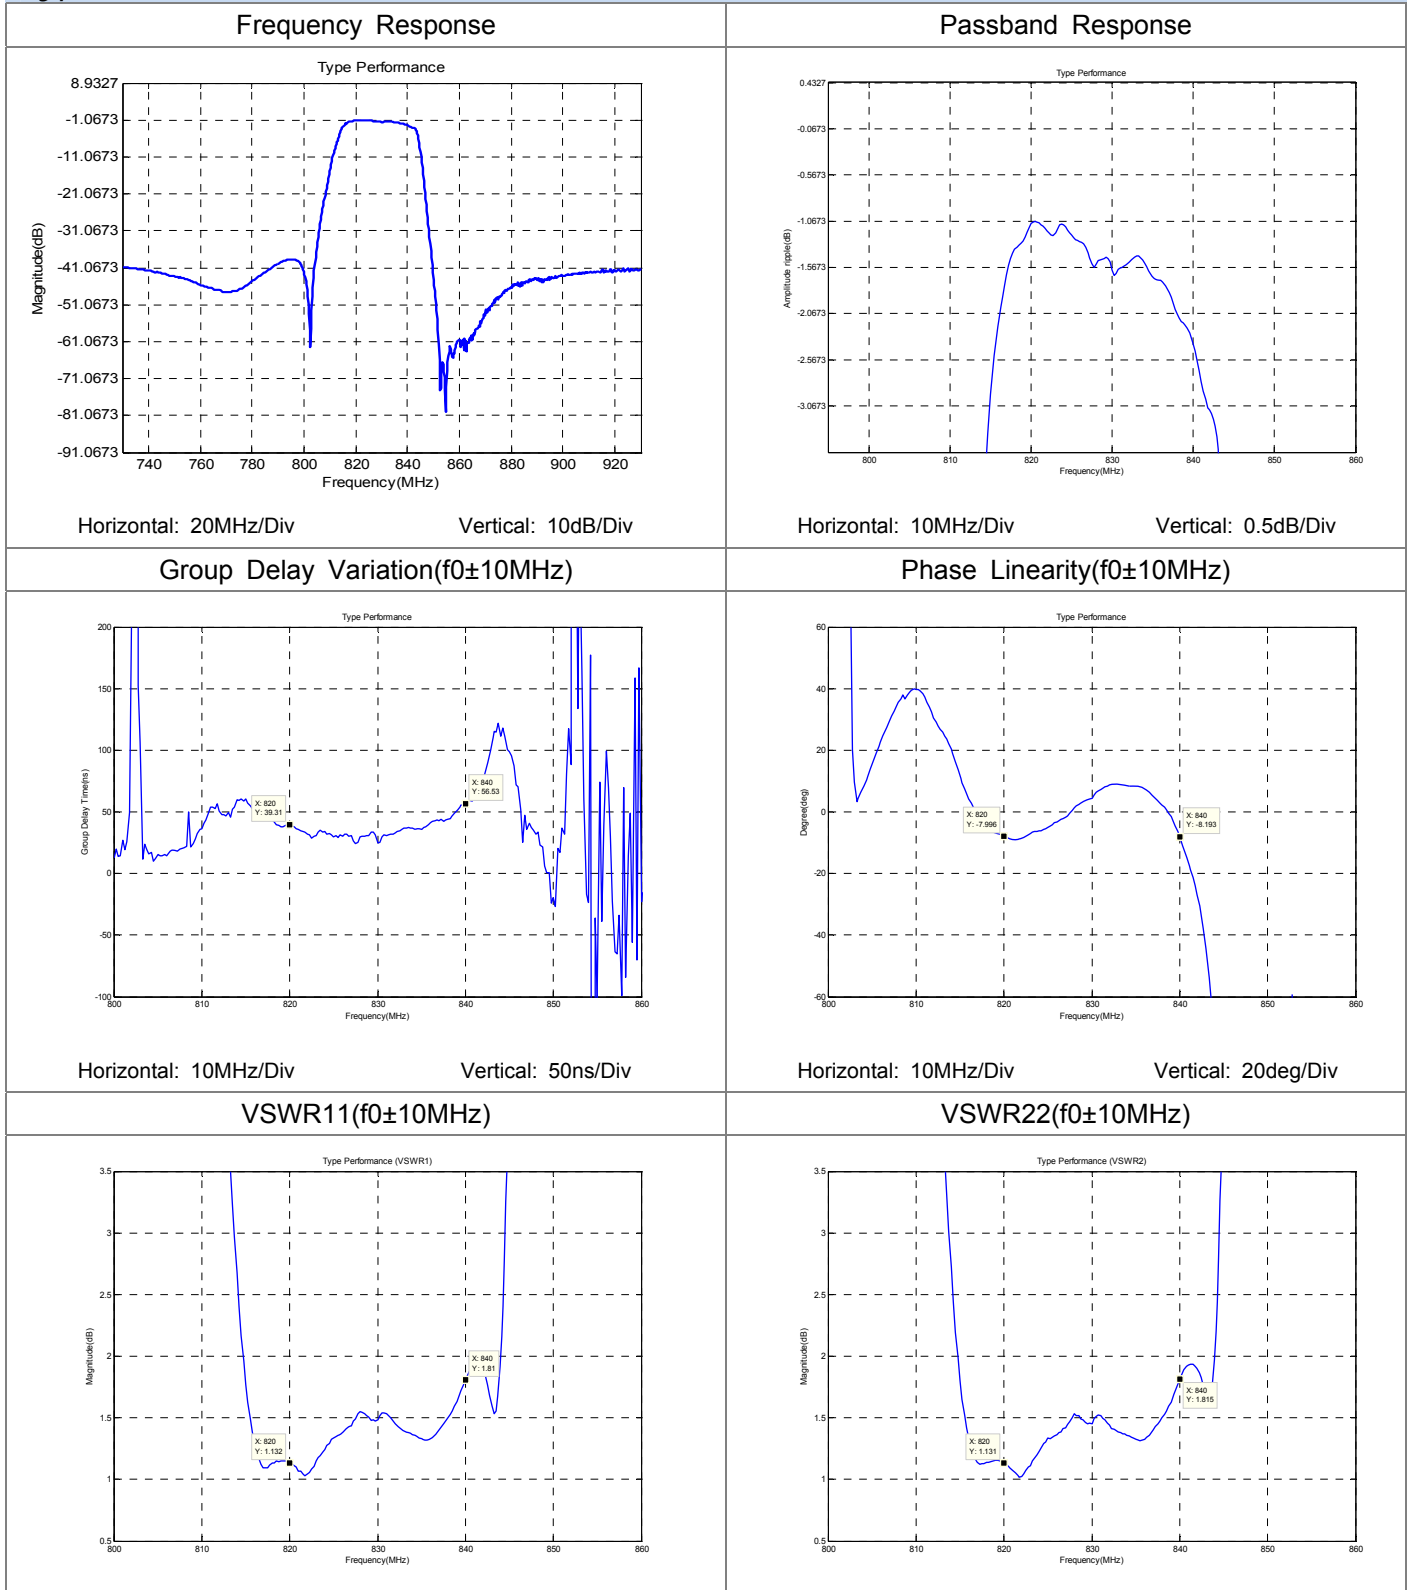 Frequency Response
Passband Response
Type Performance
8.9327
-1.0673
-11.0673
-21.0673
-31.0673
-41.0673
-51.0673
-61.0673
-71.0673
-81.0673
-91.0673
Magnitude(dB)
740 760 780 800 820 840 860 880 900 920
Frequency(MHz)
Horizontal: 20MHz/Div Vertical: 10dB/Div
Type Performance
0.4327
-0.0673
-0.5673
-1.0673
-1.5673
-2.0673
-2.5673
-3.0673
Amplitude ripple(dB)
800 810 820 830 840 850 860
Frequency(MHz)
Horizontal: 10MHz/Div Vertical: 0.5dB/Div
Group Delay Variation(f0±10MHz)
Phase Linearity(f0±10MHz)
Type Performance
200
150
100
50
0
-50
-100
Group Delay Time(ns)
X: 820
Y: 39.31
X: 840
Y: 56.53
800 810 820 830 840 850 860
Frequency(MHz)
Horizontal: 10MHz/Div Vertical: 50ns/Div
Type Performance
60
40
20
0
-20
-40
-60
Degree(deg)
X: 820
Y: -7.996
X: 840
Y: -8.193
800 810 820 830 840 850 860
Frequency(MHz)
Horizontal: 10MHz/Div Vertical: 20deg/Div
VSWR11(f0±10MHz)
VSWR22(f0±10MHz)
Type Performance (VSWR1)
3.5
3
2.5
2
1.5
1
0.5
Magnitude(dB)
X: 820
Y: 1.132
X: 840
Y: 1.81
800 810 820 830 840 850 860
Frequency(MHz)
Type Performance (VSWR2)
3.5
3
2.5
2
1.5
1
0.5
Magnitude(dB)
X: 820
Y: 1.131
X: 840
Y: 1.815
800 810 820 830 840 850 860
Frequency(MHz)